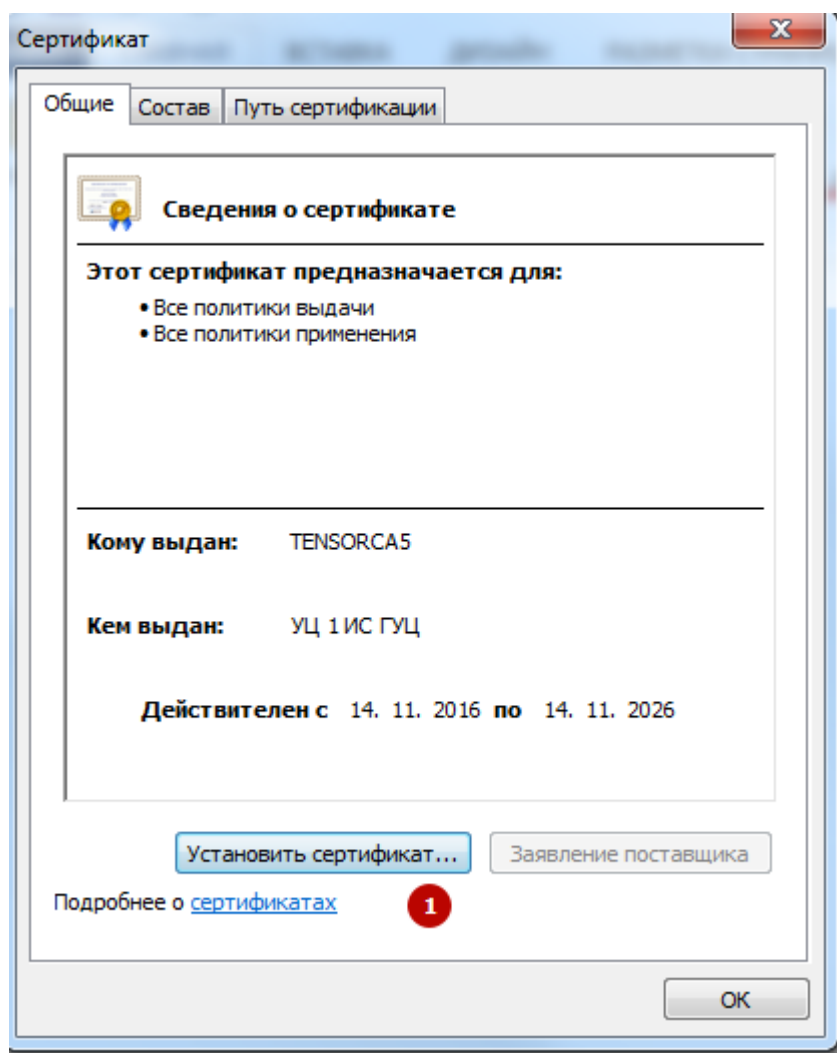 Сертификат
Общие Состав Путь сертификации
Сведения о сертификате
Этот сертификат предназначается для:
• Все политики выдачи
• Все политики применения
Кому выдан: TENSORCA5
Кем выдан: УЦ 1 ИС ГУЦ
Действителен с 14. 11. 2016 по 14. 11. 2026
Установить сертификат... Заявление поставщика
Подробнее о сертификатах 1
OK